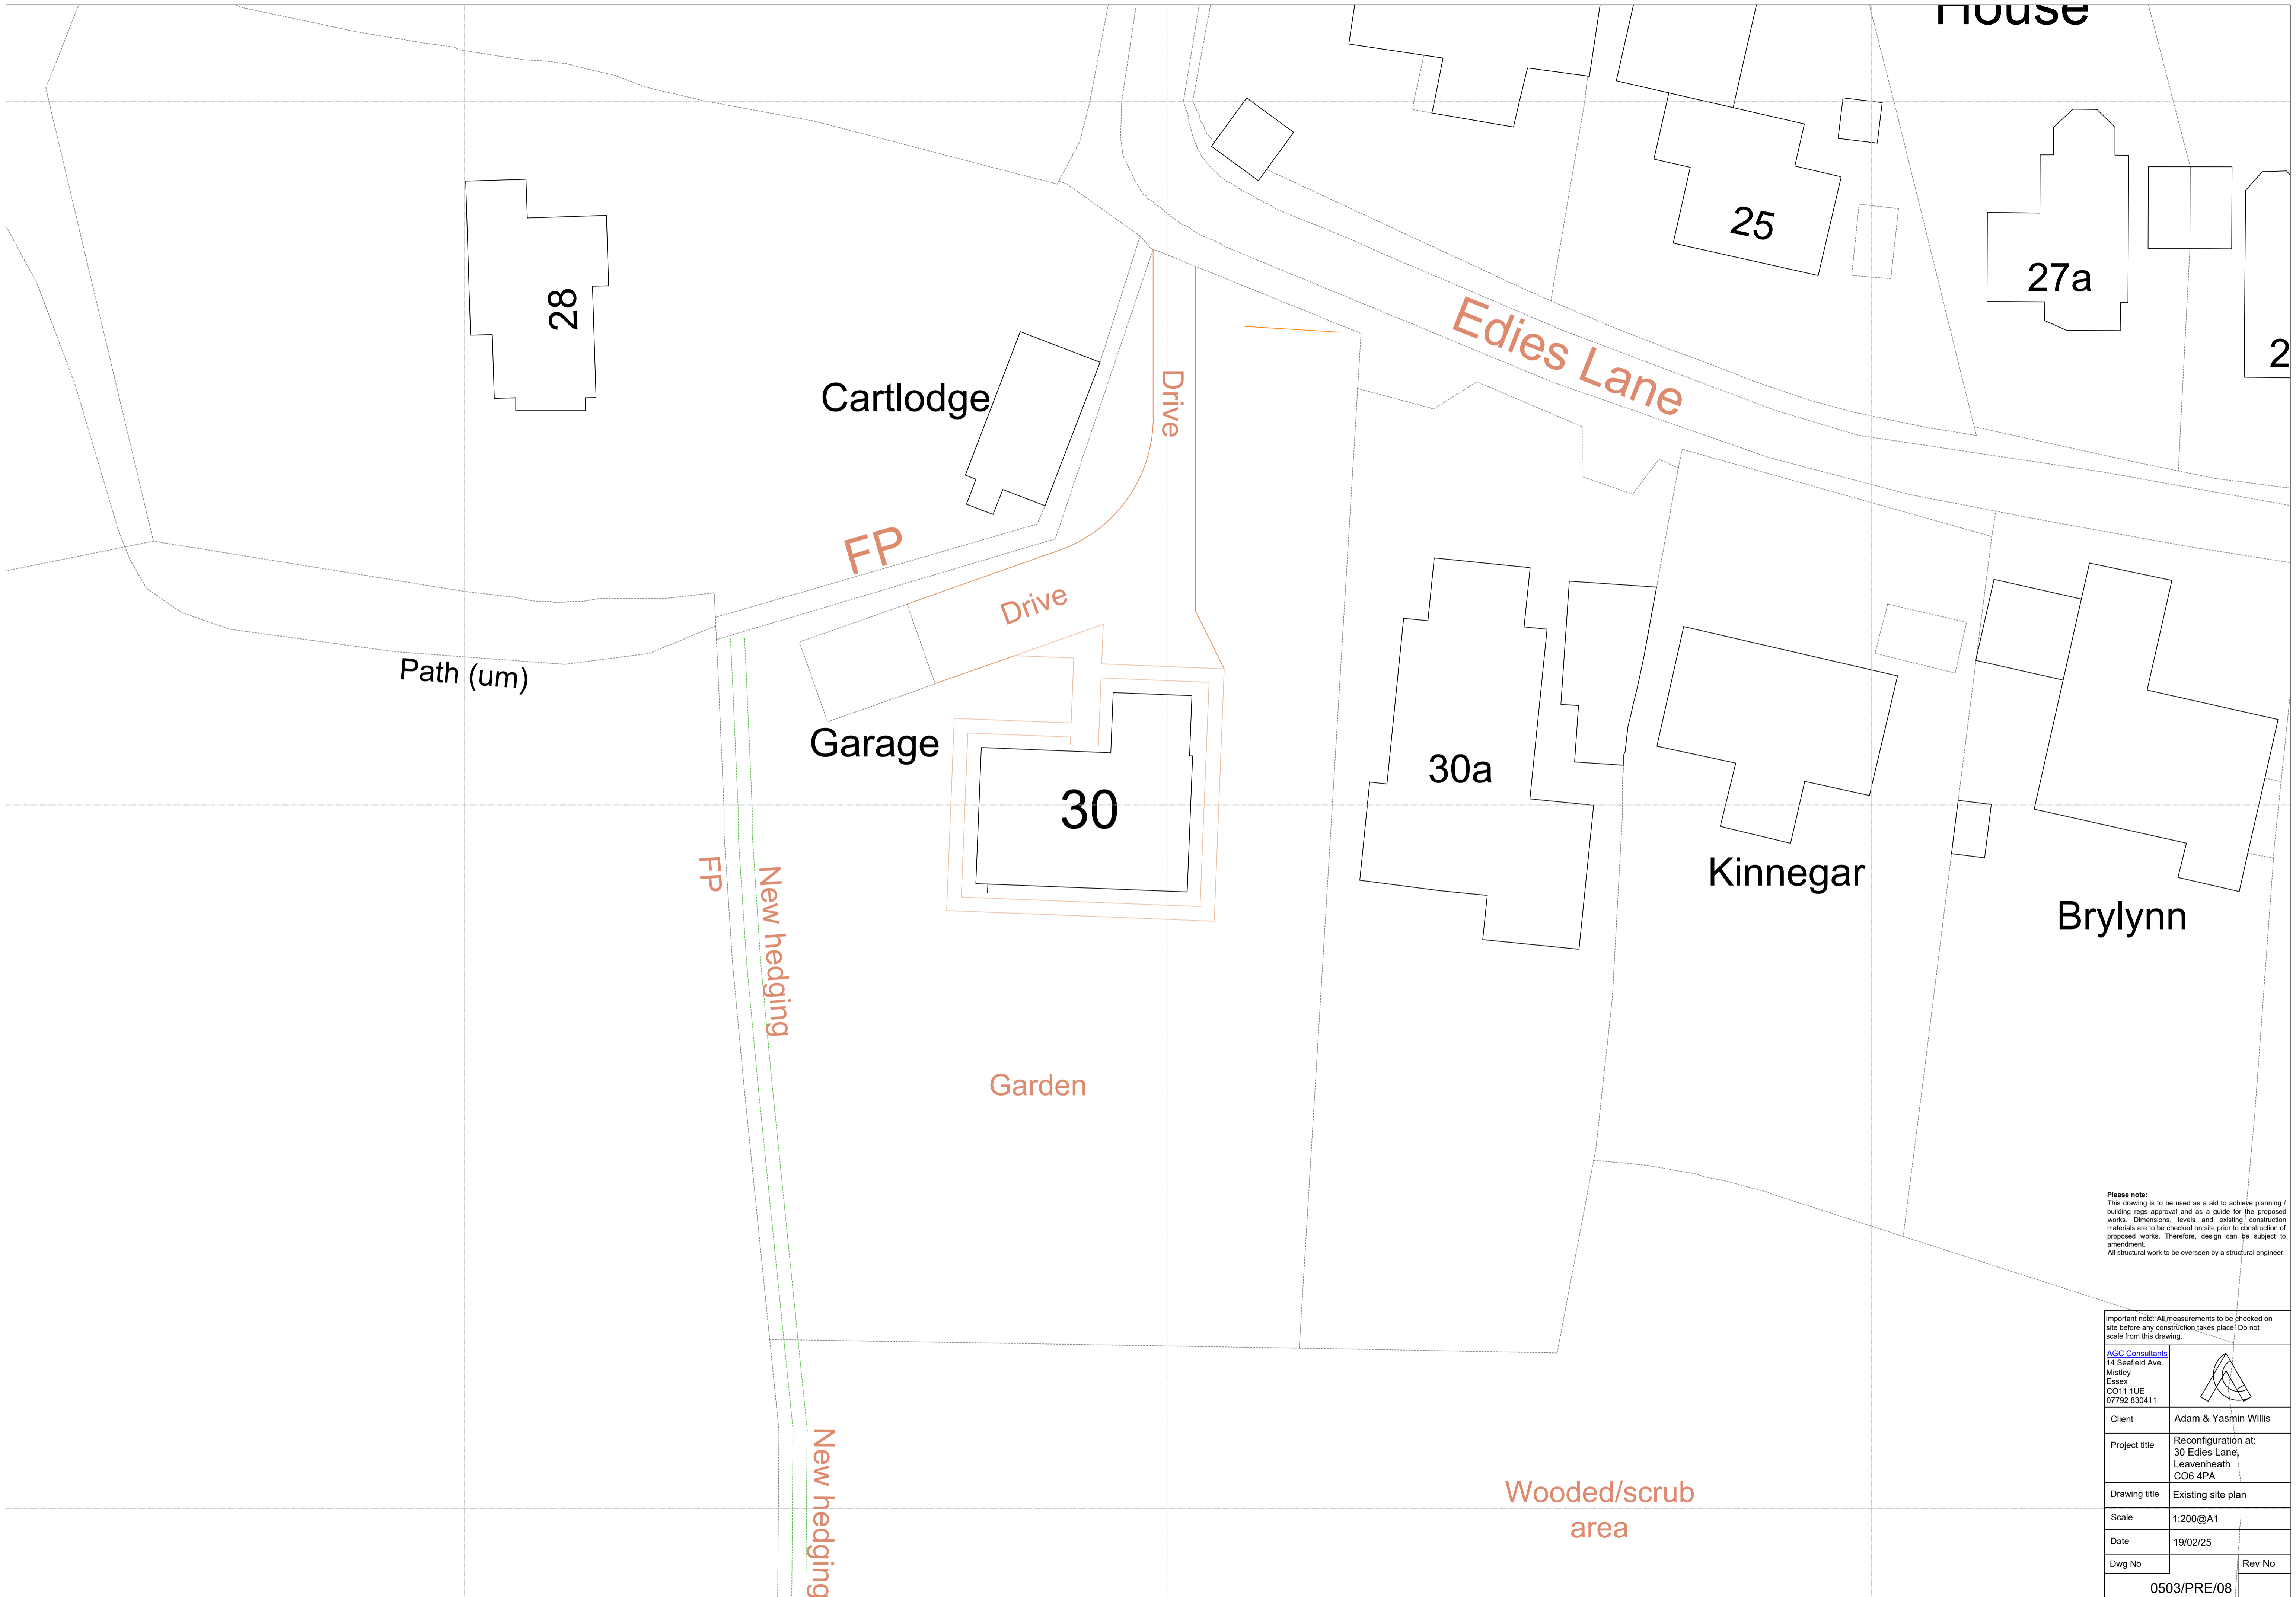 House
25
27a
28
2
Edies Lane
Cartlodge
Drive
FP
Drive
Path (um)
Garage
30
30a
Kinnegar
Brylynn
FP
New hedging
Garden
New hedging
Wooded/scrub
area
Please note:
This drawing is to be used as a aid to achieve planning /
building regs approval and as a guide for the proposed
works. Dimensions, levels and existing construction
materials are to be checked on site prior to construction of
proposed works. Therefore, design can be subject to
amendment.
All structural work to be overseen by a structural engineer.
Important note: All measurements to be checked on
site before any construction takes place. Do not
scale from this drawing.
AGC Consultants
14 Seafield Ave.
Mistley
Essex
CO11 1UE
07792 830411
Client
Adam & Yasmin Willis
Project title
Reconfiguration at:
30 Edies Lane,
Leavenheath
CO6 4PA
Drawing title
Existing site plan
Scale
1:200@A1
Date
19/02/25
Dwg No
Rev No
0503/PRE/08